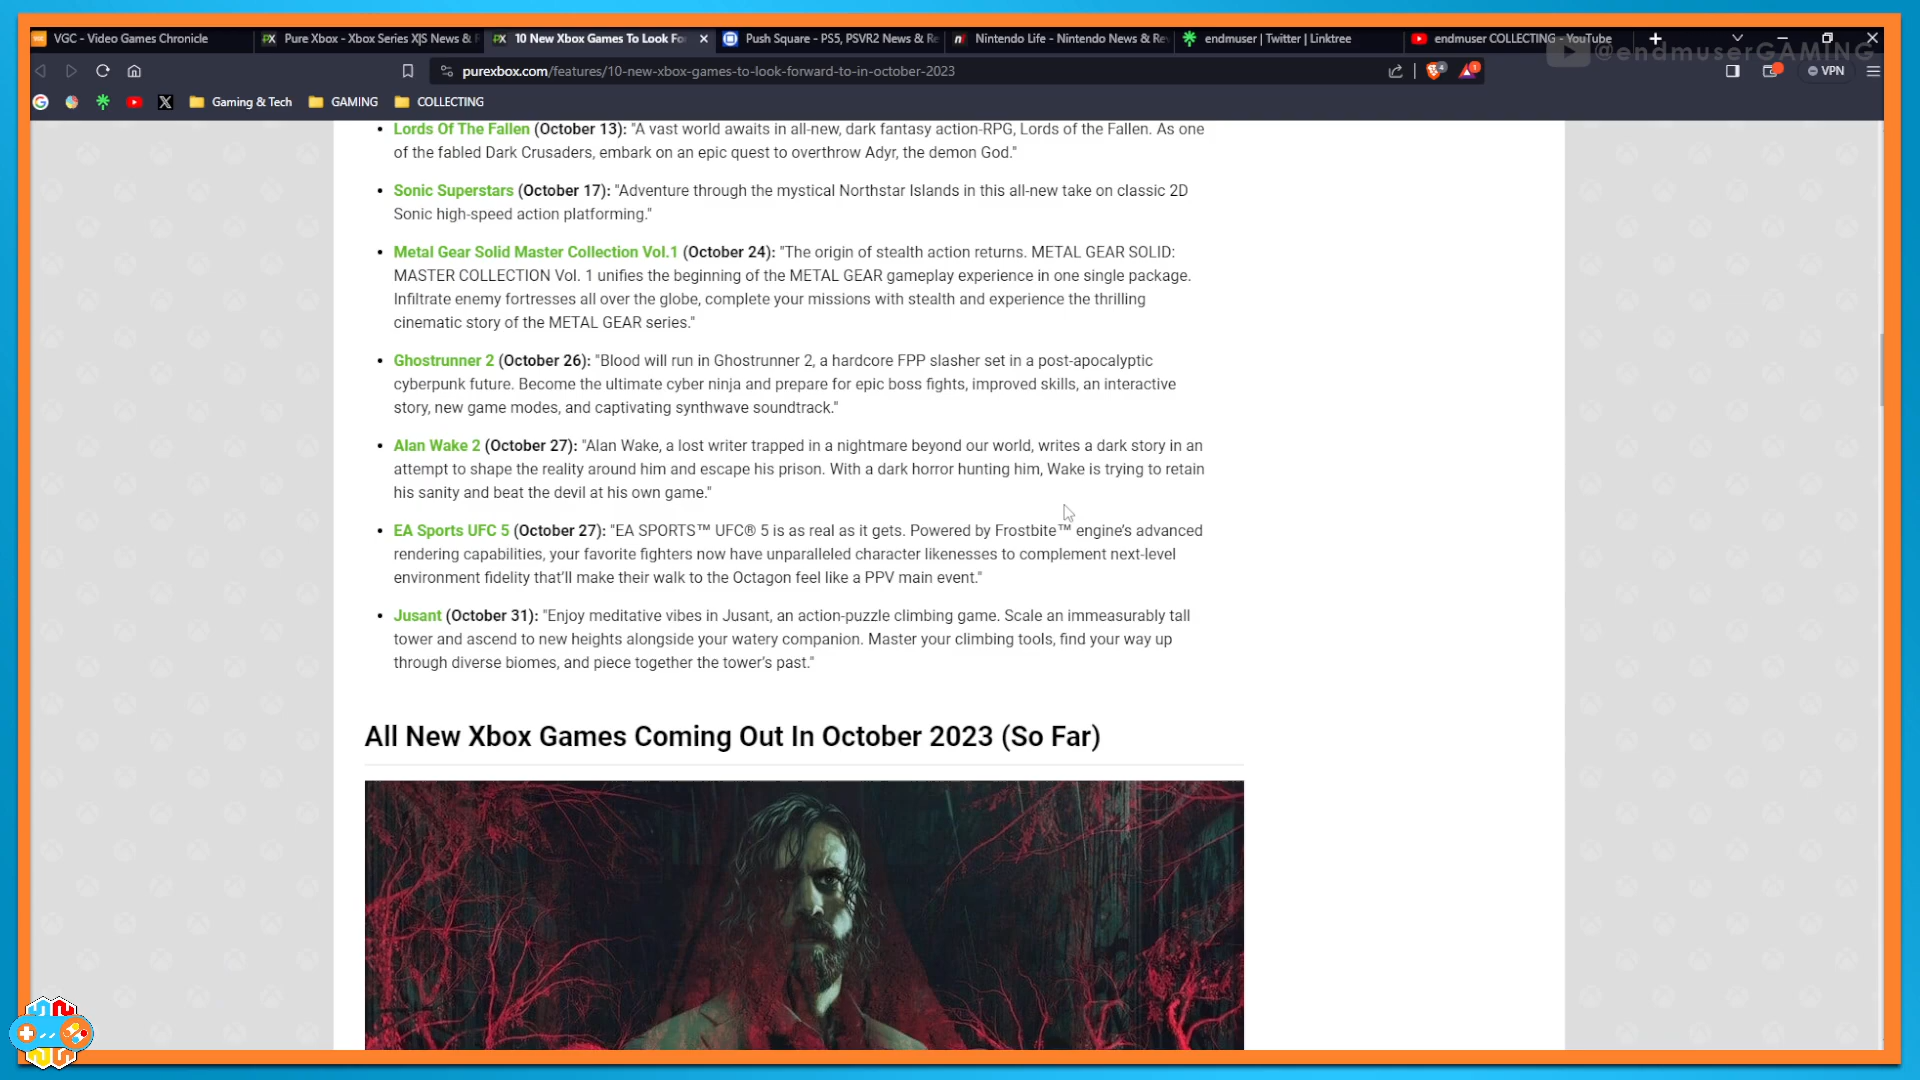 VGC - Video Games Chronicle
Pure Xbox - Xbox Series X|S News &
10 New Xbox Games To Look Fo
Push Square - PS5, PSVR2 News & Re
Nintendo Life - Nintendo News & Rev
endmuser | Twitter | Linktree
endmuser COLLECTING - YouTube
@endmuserGAMING
purexbox.com/features/10-new-xbox-games-to-look-forward-to-in-october-2023
4
1
VPN
Gaming & Tech
GAMING
COLLECTING
• Lords Of The Fallen (October 13): "A vast world awaits in all-new, dark fantasy action-RPG, Lords of the Fallen. As one
of the fabled Dark Crusaders, embark on an epic quest to overthrow Adyr, the demon God."
• Sonic Superstars (October 17): "Adventure through the mystical Northstar Islands in this all-new take on classic 2D
Sonic high-speed action platforming."
• Metal Gear Solid Master Collection Vol.1 (October 24): "The origin of stealth action returns. METAL GEAR SOLID:
MASTER COLLECTION Vol. 1 unifies the beginning of the METAL GEAR gameplay experience in one single package.
Infiltrate enemy fortresses all over the globe, complete your missions with stealth and experience the thrilling
cinematic story of the METAL GEAR series."
• Ghostrunner 2 (October 26): "Blood will run in Ghostrunner 2, a hardcore FPP slasher set in a post-apocalyptic
cyberpunk future. Become the ultimate cyber ninja and prepare for epic boss fights, improved skills, an interactive
story, new game modes, and captivating synthwave soundtrack."
• Alan Wake 2 (October 27): "Alan Wake, a lost writer trapped in a nightmare beyond our world, writes a dark story in an
attempt to shape the reality around him and escape his prison. With a dark horror hunting him, Wake is trying to retain
his sanity and beat the devil at his own game."
• EA Sports UFC 5 (October 27): "EA SPORTS™ UFC® 5 is as real as it gets. Powered by Frostbite™ engine's advanced
rendering capabilities, your favorite fighters now have unparalleled character likenesses to complement next-level
environment fidelity that'll make their walk to the Octagon feel like a PPV main event."
• Jusant (October 31): "Enjoy meditative vibes in Jusant, an action-puzzle climbing game. Scale an immeasurably tall
tower and ascend to new heights alongside your watery companion. Master your climbing tools, find your way up
through diverse biomes, and piece together the tower's past."
All New Xbox Games Coming Out In October 2023 (So Far)